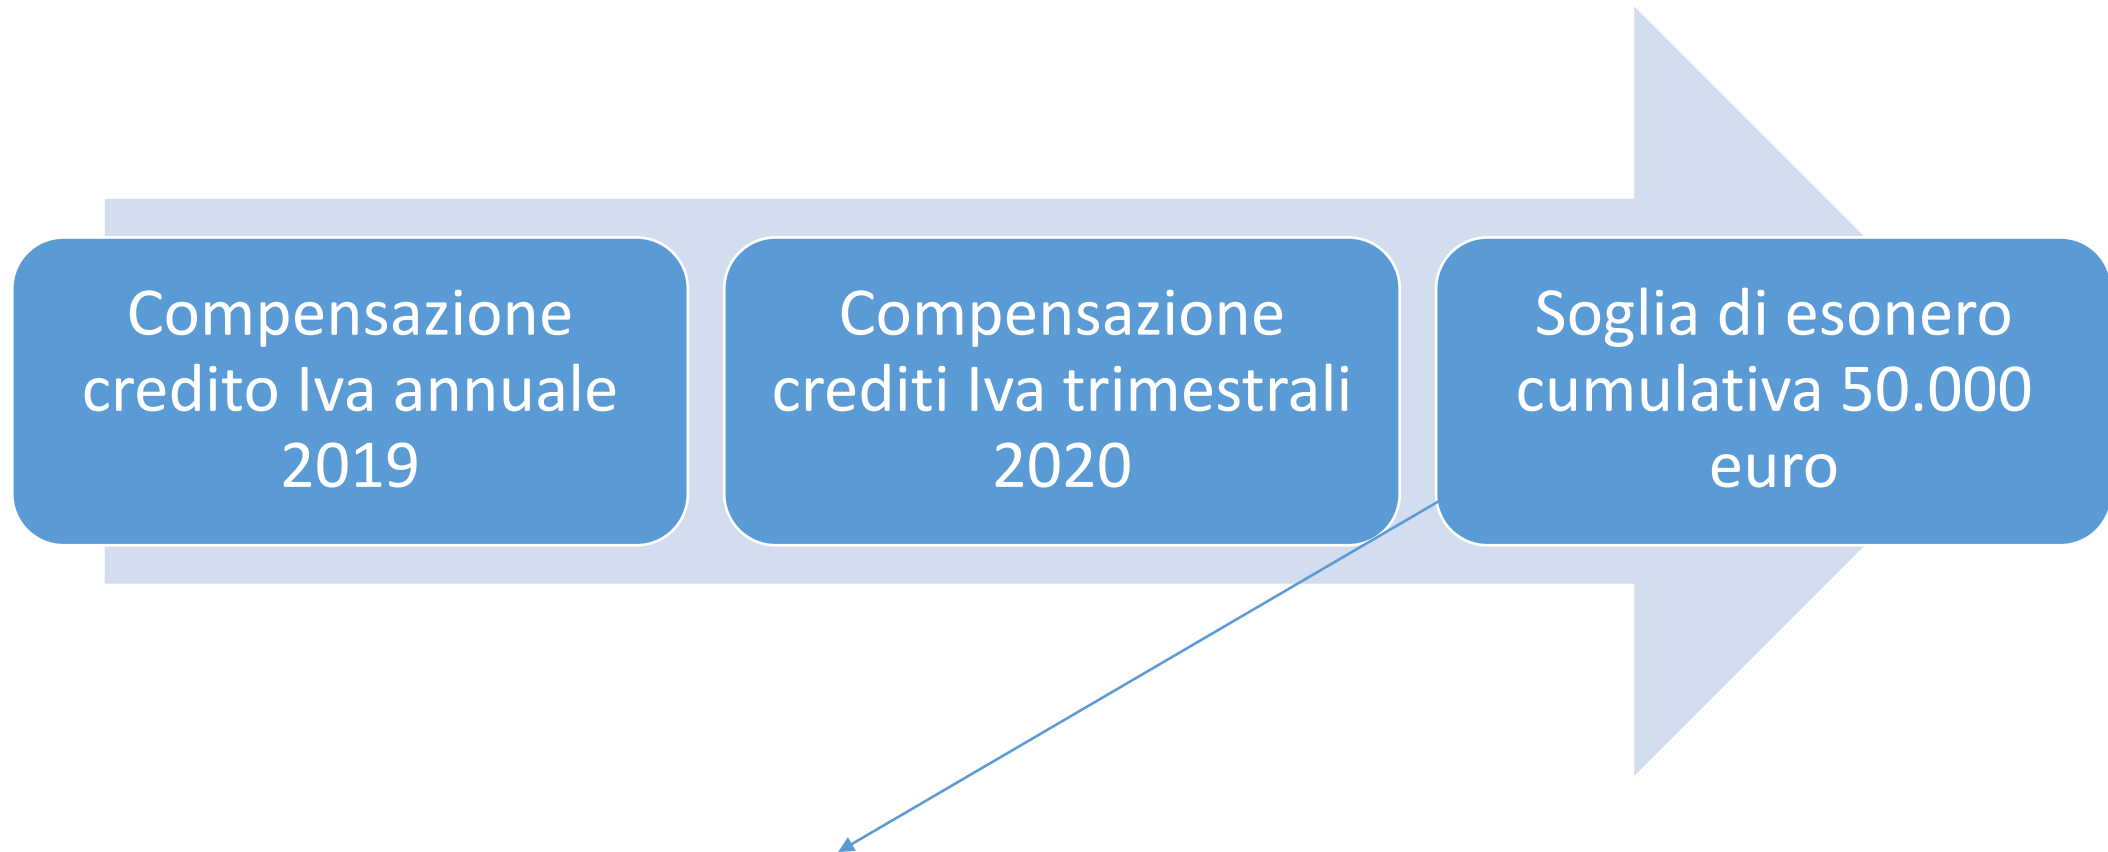 Compensazione
credito Iva annuale
2019
Compensazione
crediti Iva trimestrali
2020
Soglia di esonero
cumulativa 50.000
euro